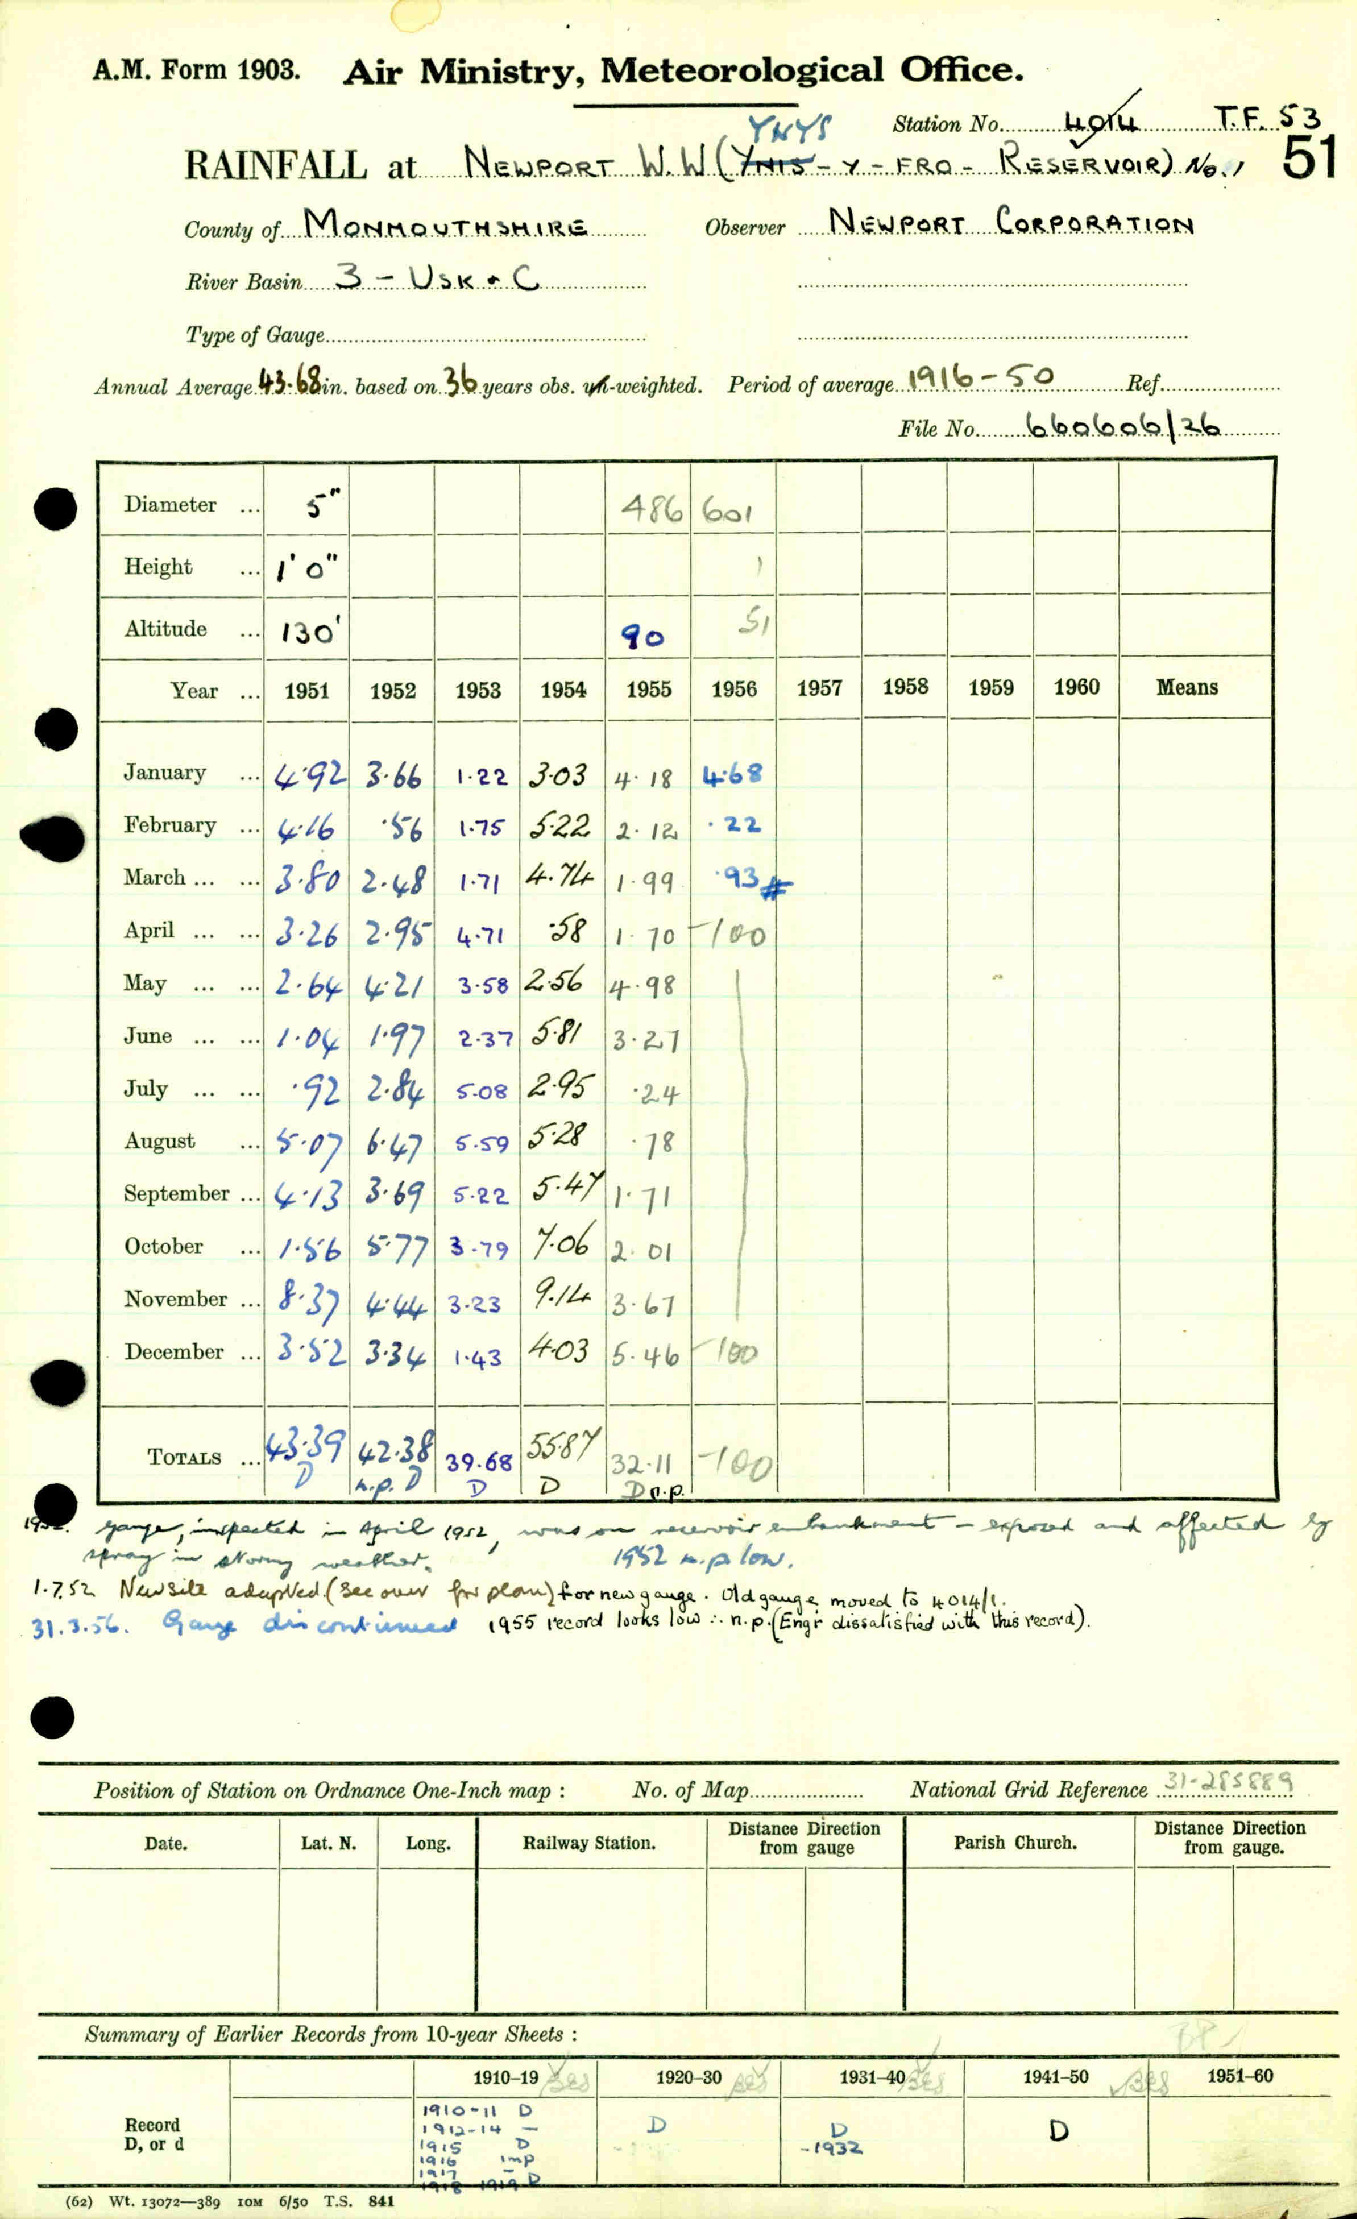 A.M. Form 1903. Air Ministry, Meteorological Office.
Station No. 4014 T.F. 53
YNYS
RAINFALL at NEWPORT W.W (YNIS-Y-FRO-RESERVOIR) No. 1 51
County of MONMOUTHSHIRE Observer NEWPORT CORPORATION
River Basin 3 - USK + C
Type of Gauge
Annual Average 43.68 in. based on 36 years obs. un-weighted. Period of average 1916-50 Ref.
File No. 660606/26
Diameter ... 5" 486 601
Height ... 1' 0" 1
Altitude ... 130' 90 51
Year ... 1951 1952 1953 1954 1955 1956 1957 1958 1959 1960 Means
January ... 4.92 3.66 1.22 3.03 4.18 4.68
February ... 4.16 .56 1.75 5.22 2.12 .22
March ... ... 3.80 2.48 1.71 4.74 1.99 .93 #
April ... ... 3.26 2.95 4.71 .58 1.70 -100
May ... ... 2.64 4.21 3.58 2.56 4.98
June ... ... 1.04 1.97 2.37 5.81 3.27
July ... ... .92 2.84 5.08 2.95 .24
August ... 5.07 6.47 5.59 5.28 .78
September ... 4.13 3.69 5.22 5.47 1.71
October ... 1.56 5.77 3.79 7.06 2.01
November ... 8.37 4.44 3.23 9.14 3.67
December ... 3.52 3.34 1.43 4.03 5.46 -100
TOTALS ... 43.39 42.38 39.68 55.87 32.11 -100
D n.p. D D D D n.p.
gauge, inspected in April 1952, was on reservoir embankment - exposed and affected by
spray in stormy weather. 1952 n.p low.
1.7.52 New site adopted (see over for plan) for new gauge. Old gauge moved to 4014/1.
31.3.56. Gauge discontinued 1955 record looks low ∴ n.p. (Engr dissatisfied with this record).
Position of Station on Ordnance One-Inch map : No. of Map National Grid Reference 31-285889
Date. Lat. N. Long. Railway Station. Distance from Direction gauge Parish Church. Distance from Direction gauge.
Summary of Earlier Records from 10-year Sheets :
1910-19 1920-30 1931-40 1941-50 1951-60
Record D, or d
1910-11 D
1912-14 -
1915 D
1916 imp
1917 -
1918 1919 D
D
D
-1932
D
(62) Wt. 13072—389 10M 6/50 T.S. 841